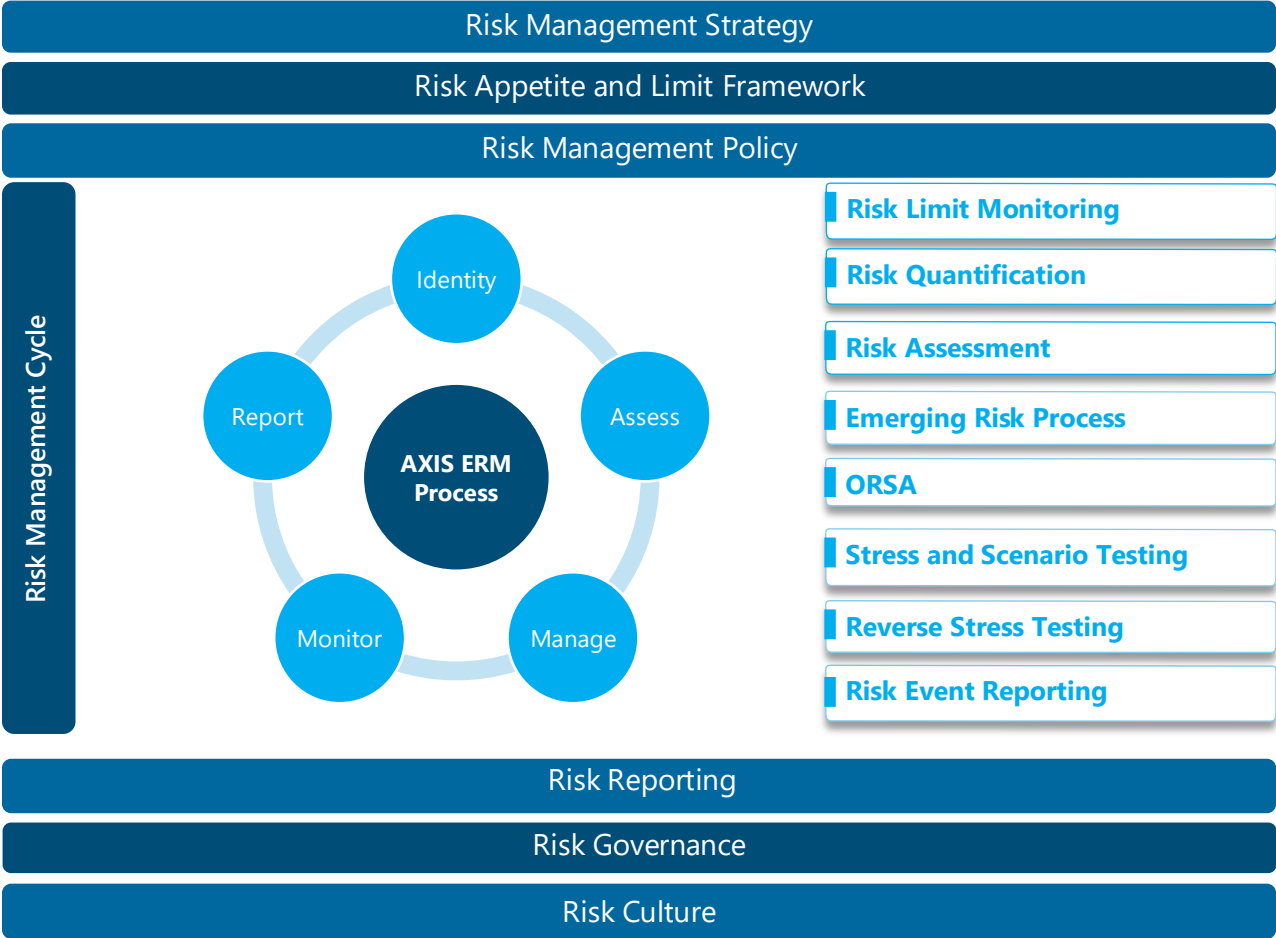 Risk Management Strategy
Risk Appetite and Limit Framework
Risk Management Policy
Risk Management Cycle
Identity
Assess
Manage
Monitor
Report
AXIS ERM
Process
Risk Limit Monitoring
Risk Quantification
Risk Assessment
Emerging Risk Process
ORSA
Stress and Scenario Testing
Reverse Stress Testing
Risk Event Reporting
Risk Reporting
Risk Governance
Risk Culture